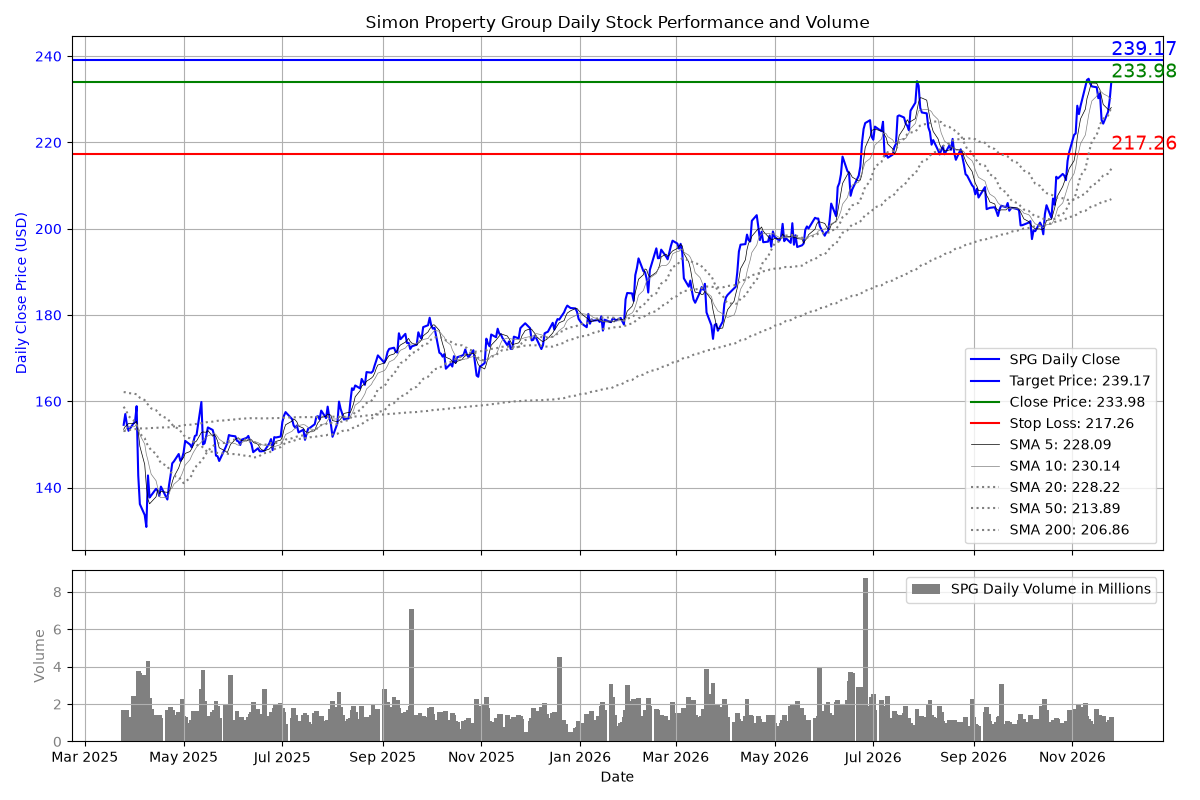 Simon Property Group Daily Stock Performance and Volume
239.17
233.98
217.26
240
220
200
180
160
140
Daily Close Price (USD)
SPG Daily Close
Target Price: 239.17
Close Price: 233.98
Stop Loss: 217.26
SMA 5: 228.09
SMA 10: 230.14
SMA 20: 228.22
SMA 50: 213.89
SMA 200: 206.86
SPG Daily Volume in Millions
8
6
4
2
0
Volume
Mar 2025 May 2025 Jul 2025 Sep 2025 Nov 2025 Jan 2026 Mar 2026 May 2026 Jul 2026 Sep 2026 Nov 2026
Date